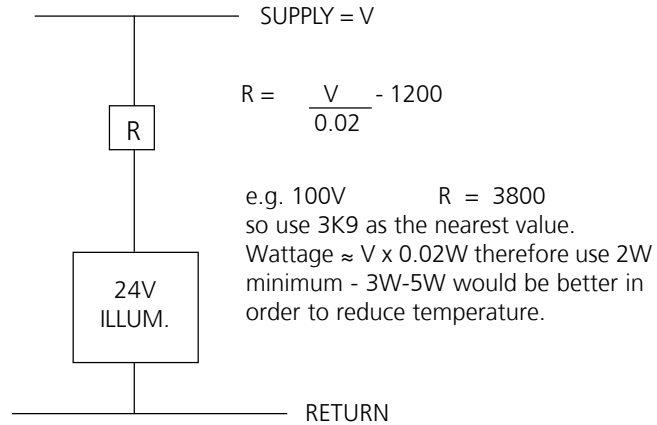 SUPPLY = V
R = V - 1200
0.02
R
e.g. 100V R = 3800
so use 3K9 as the nearest value.
Wattage ≈ V x 0.02W therefore use 2W
minimum - 3W-5W would be better in
order to reduce temperature.
24V
ILLUM.
RETURN